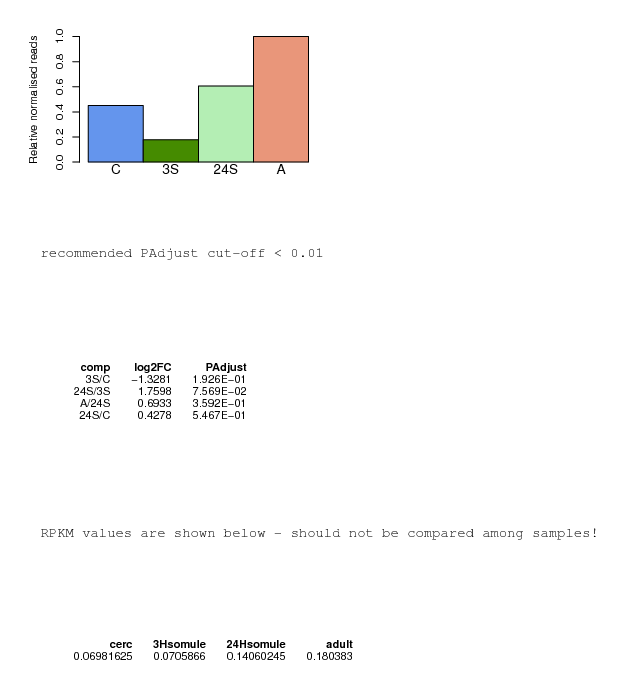 Relative normalised reads
1.0
0.8
0.6
0.4
0.2
0.0
C 3S 24S A
recommended PAdjust cut-off < 0.01
comp log2FC PAdjust
3S/C −1.3281 1.926E−01
24S/3S 1.7598 7.569E−02
A/24S 0.6933 3.592E−01
24S/C 0.4278 5.467E−01
RPKM values are shown below - should not be compared among samples!
cerc 3Hsomule 24Hsomule adult
0.06981625 0.0705866 0.14060245 0.180383